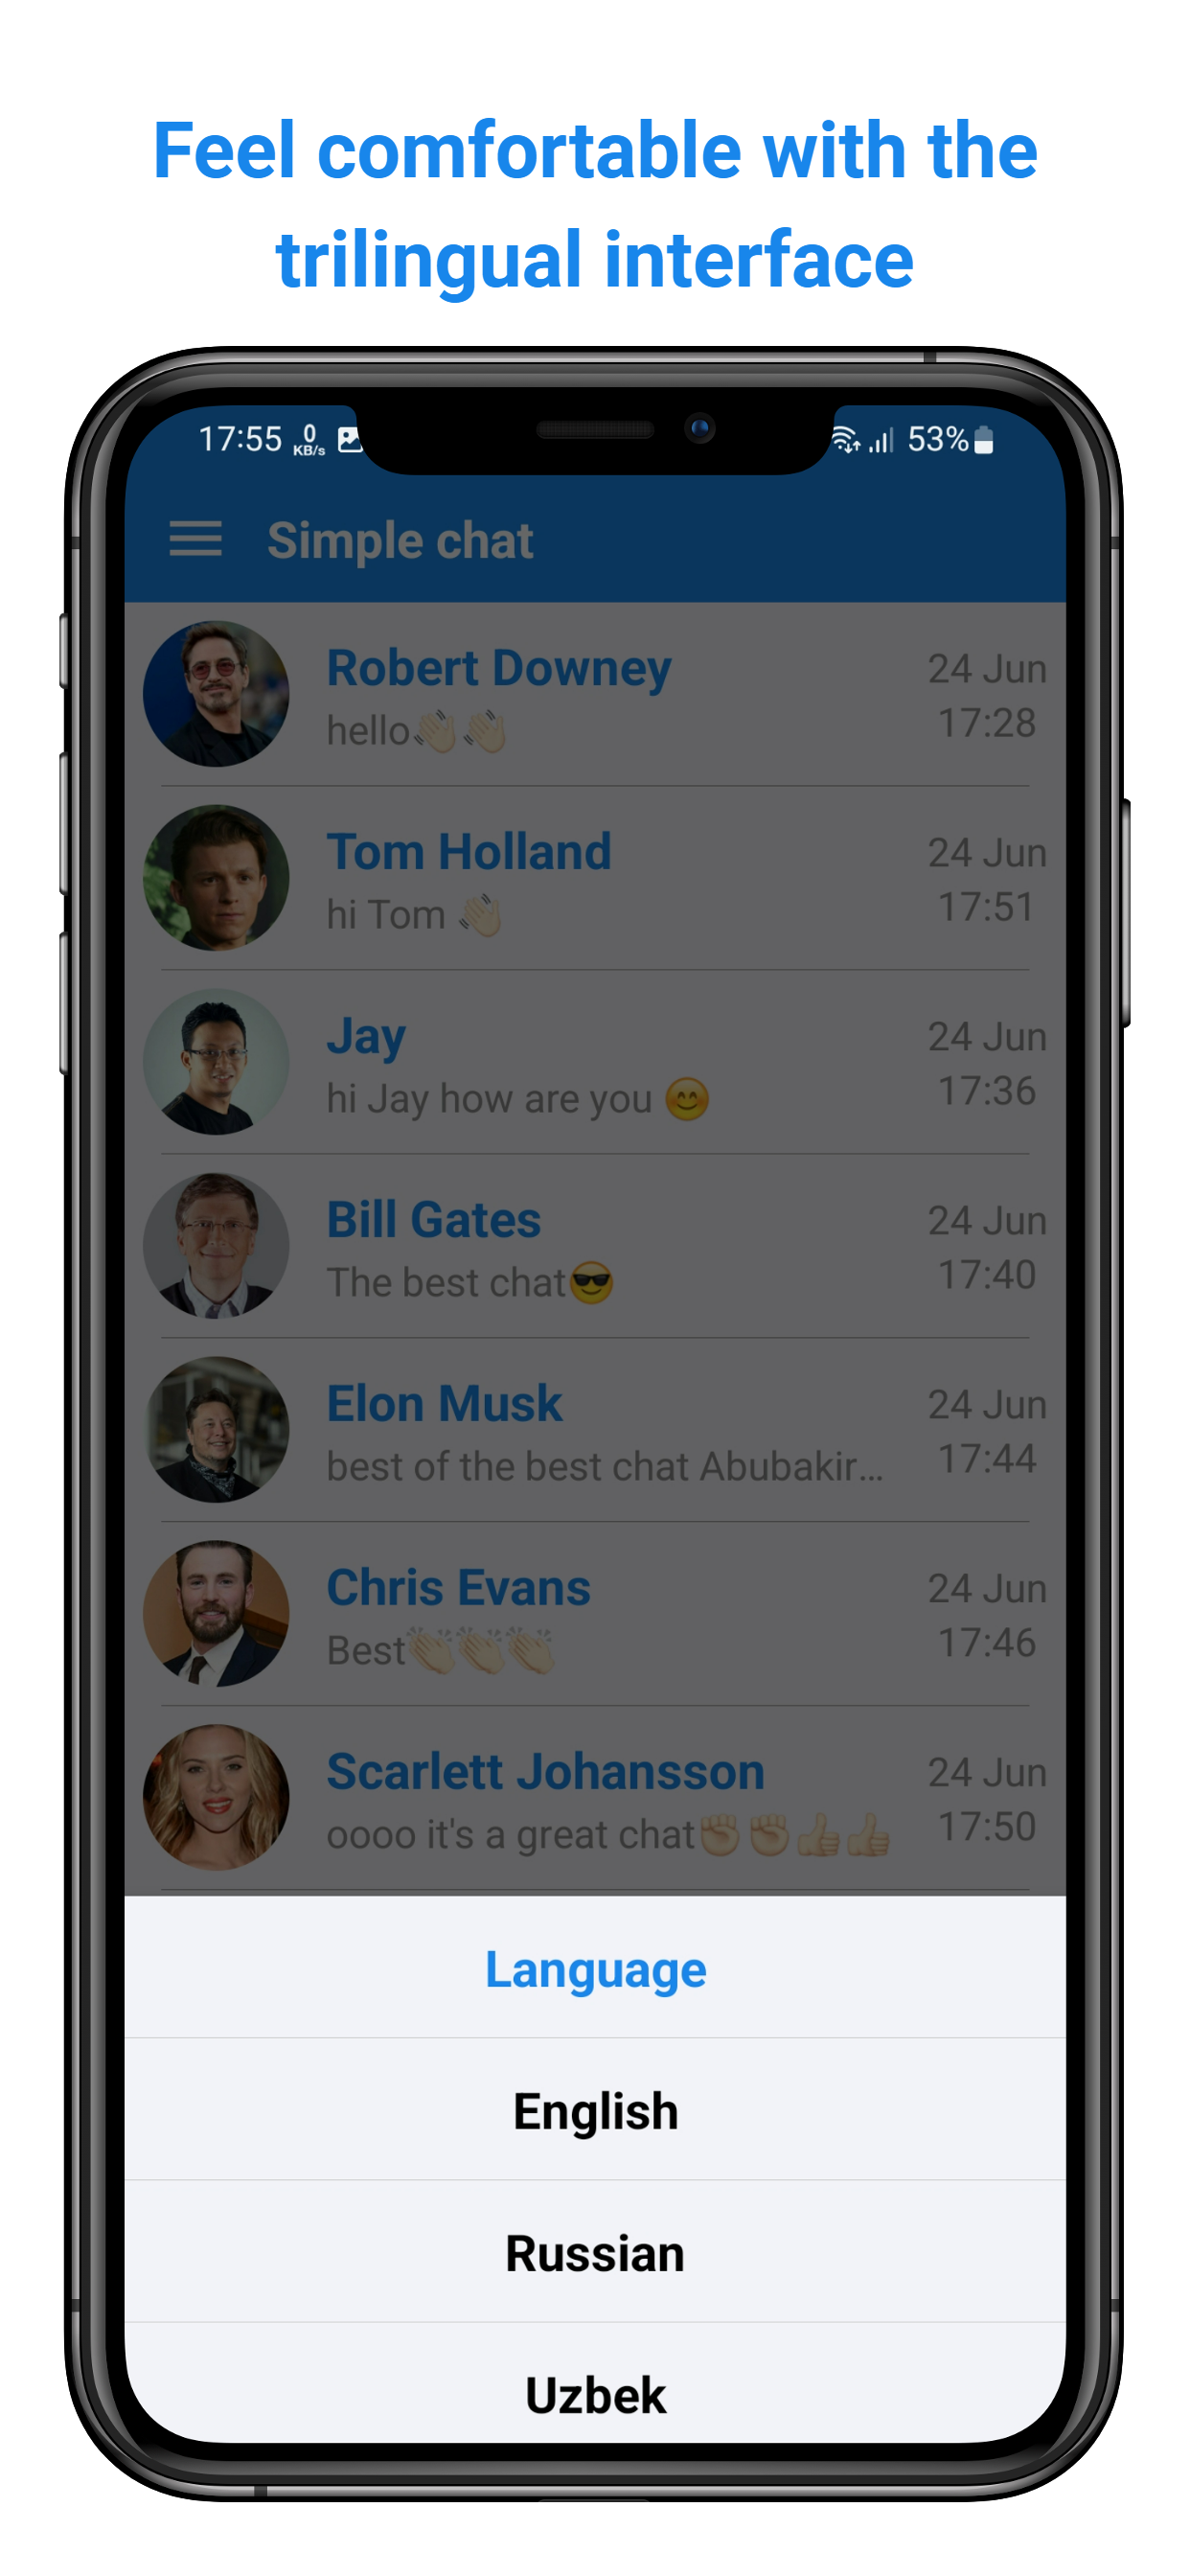 Feel comfortable with the
trilingual interface
17:55 0 KB/s 53%
Simple chat
Robert Downey 24 Jun
hello👋🏻👋🏻 17:28
Tom Holland 24 Jun
hi Tom 👋🏻 17:51
Jay 24 Jun
hi Jay how are you 😊 17:36
Bill Gates 24 Jun
The best chat😎 17:40
Elon Musk 24 Jun
best of the best chat Abubakir... 17:44
Chris Evans 24 Jun
Best👏🏻👏🏻👏🏻 17:46
Scarlett Johansson 24 Jun
oooo it's a great chat✊🏻✊🏻👍🏻👍🏻 17:50
Language
English
Russian
Uzbek